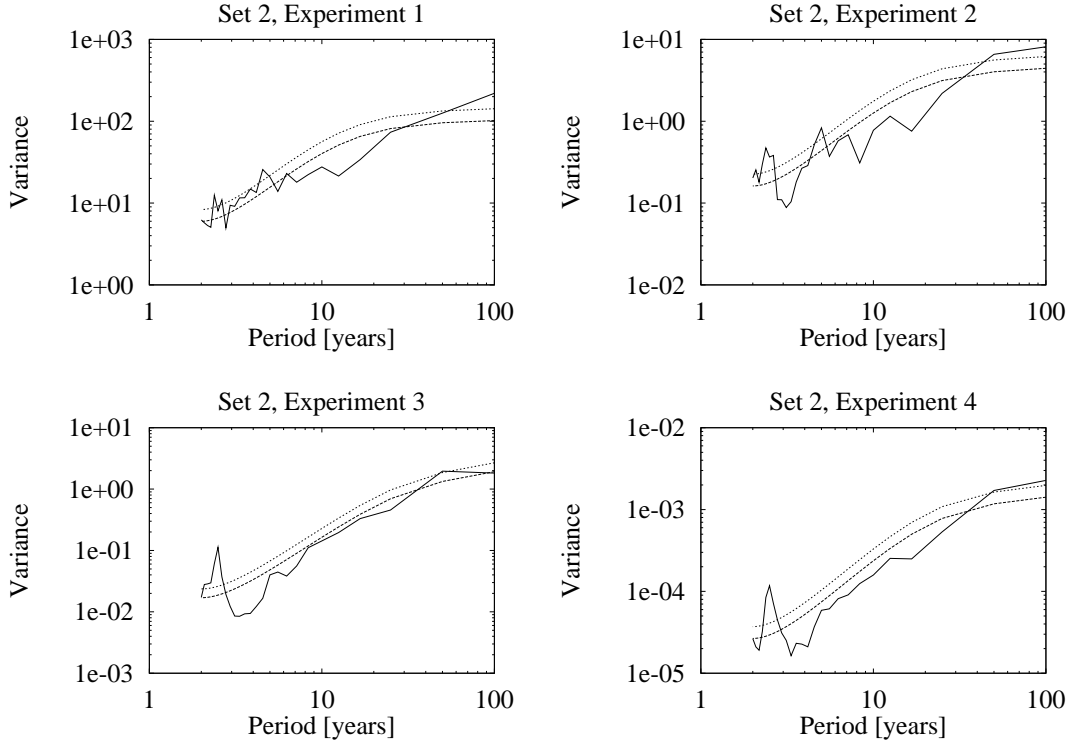 Set 2, Experiment 1
1e+03
1e+02
1e+01
1e+00
Variance
1
10
100
Period [years]
Set 2, Experiment 2
1e+01
1e+00
1e-01
1e-02
Variance
1
10
100
Period [years]
Set 2, Experiment 3
1e+01
1e+00
1e-01
1e-02
1e-03
Variance
1
10
100
Period [years]
Set 2, Experiment 4
1e-02
1e-03
1e-04
1e-05
Variance
1
10
100
Period [years]